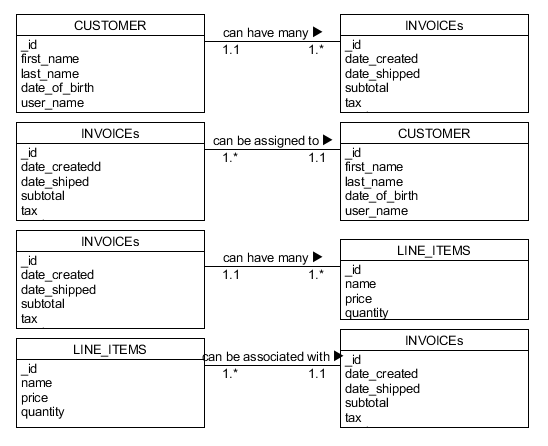 CUSTOMER
_id
first_name
last_name
date_of_birth
user_name
can have many
1.1
1.*
INVOICEs
_id
date_created
date_shipped
subtotal
tax
INVOICEs
_id
date_createdd
date_shiped
subtotal
tax
can be assigned to
1.*
1.1
CUSTOMER
_id
first_name
last_name
date_of_birth
user_name
INVOICEs
_id
date_created
date_shipped
subtotal
tax
can have many
1.1
1.*
LINE_ITEMS
_id
name
price
quantity
LINE_ITEMS
_id
name
price
quantity
can be associated with
1.*
1.1
INVOICEs
_id
date_created
date_shipped
subtotal
tax